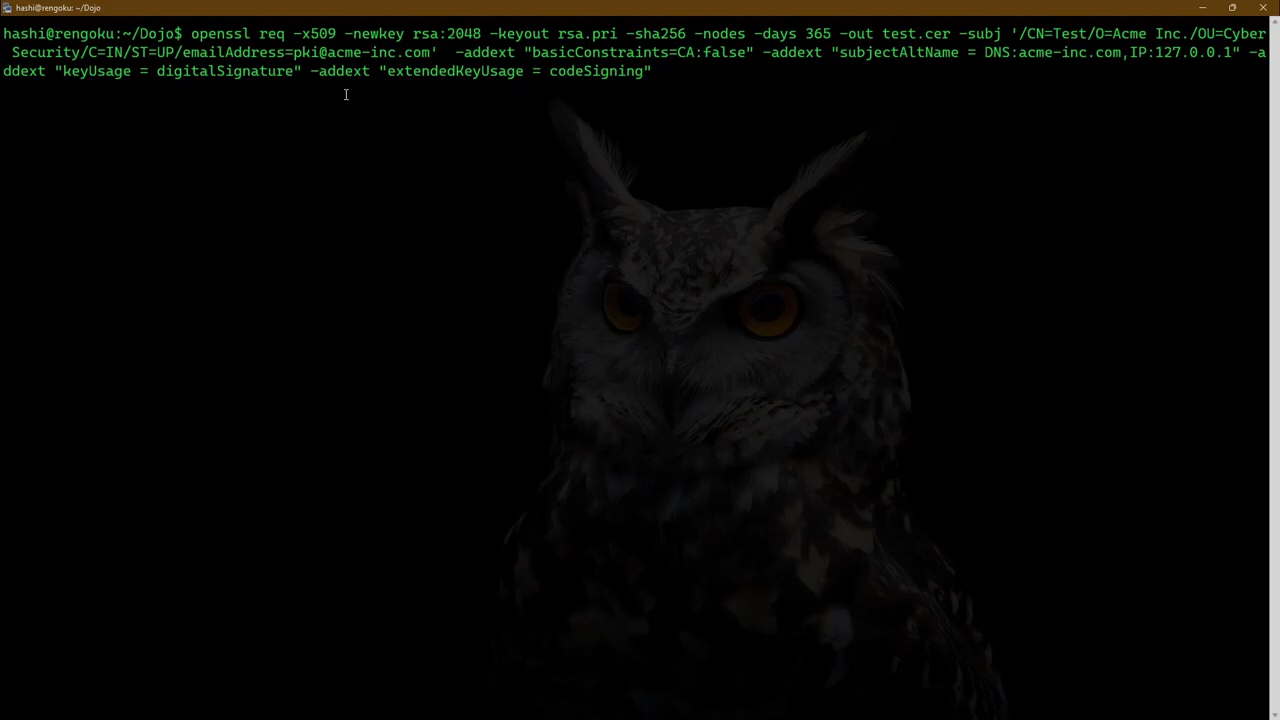 hashi@rengoku: ~/Dojo
hashi@rengoku:~/Dojo$ openssl req -x509 -newkey rsa:2048 -keyout rsa.pri -sha256 -nodes -days 365 -out test.cer -subj '/CN=Test/O=Acme Inc./OU=Cyber
 Security/C=IN/ST=UP/emailAddress=pki@acme-inc.com'  -addext "basicConstraints=CA:false" -addext "subjectAltName = DNS:acme-inc.com,IP:127.0.0.1" -a
ddext "keyUsage = digitalSignature" -addext "extendedKeyUsage = codeSigning"